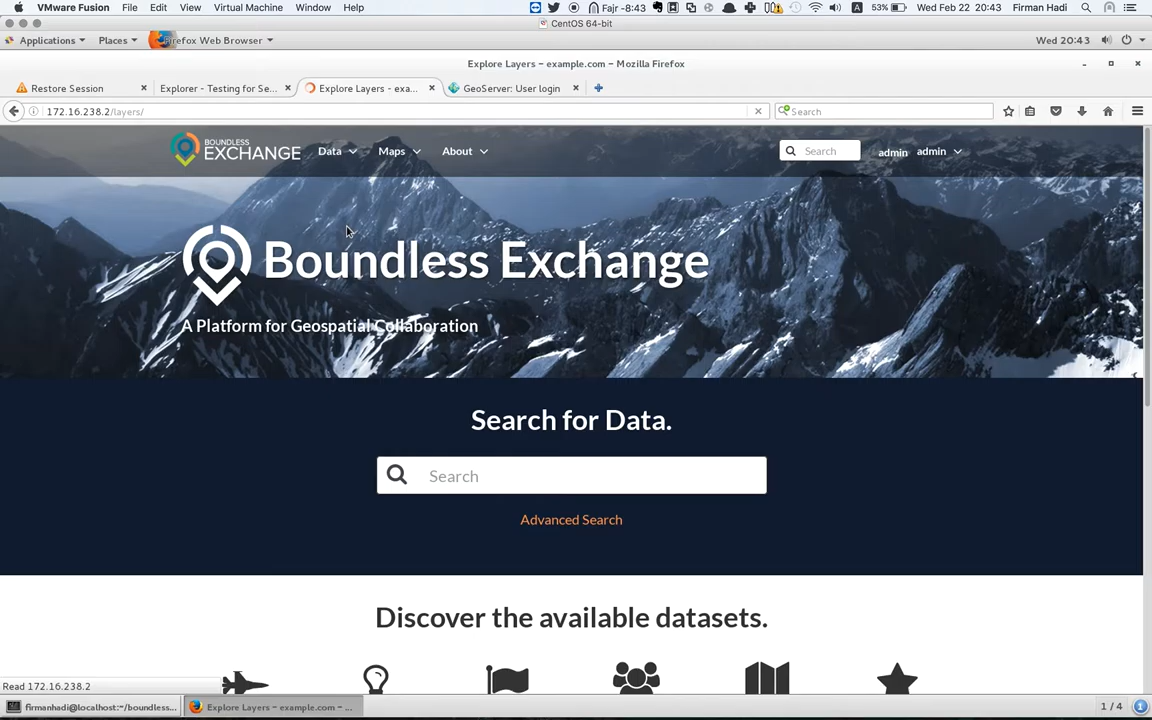 VMware Fusion File Edit View Virtual Machine Window Help Fajr -8:43 53% Wed Feb 22 20:43 Firman Hadi
CentOS 64-bit
Applications Places Firefox Web Browser Wed 20:43
Explore Layers – example.com – Mozilla Firefox
Restore Session Explorer - Testing for Se... Explore Layers - exa... GeoServer: User login
172.16.238.2/layers/ Search
BOUNDLESS
EXCHANGE Data Maps About Search admin admin
Boundless Exchange
A Platform for Geospatial Collaboration
Search for Data.
Search
Advanced Search
Discover the available datasets.
Read 172.16.238.2
firmanhadi@localhost:~/boundless... Explore Layers – example.com – ... 1 / 4